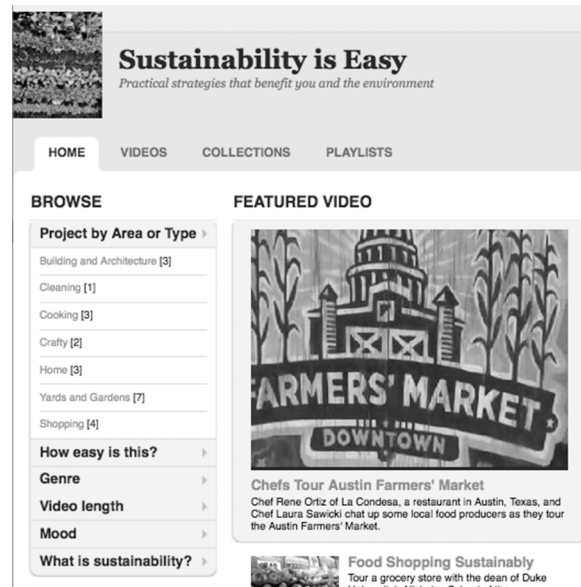 Sustainability is Easy
Practical strategies that benefit you and the environment
HOME VIDEOS COLLECTIONS PLAYLISTS
BROWSE
Project by Area or Type
Building and Architecture [3]
Cleaning [1]
Cooking [3]
Crafty [2]
Home [3]
Yards and Gardens [7]
Shopping [4]
How easy is this?
Genre
Video length
Mood
What is sustainability?
FEATURED VIDEO
FARMERS' MARKET
DOWNTOWN
Chefs Tour Austin Farmers' Market
Chef Rene Ortiz of La Condesa, a restaurant in Austin, Texas, and
Chef Laura Sawicki chat up some local food producers as they tour
the Austin Farmers' Market.
Food Shopping Sustainably
Tour a grocery store with the dean of Duke